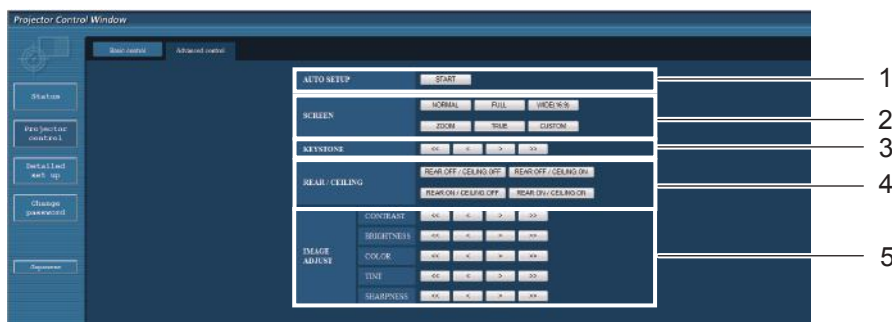 Projector Control Window
Basic control
Advanced control
Status
Projector
control
Detailed
set up
Change
password
Japanese
AUTO SETUP
START
1
SCREEN
NORMAL
FULL
WIDE(16:9)
ZOOM
TRUE
CUSTOM
2
KEYSTONE
<<
<
>
>>
3
REAR / CEILING
REAR OFF / CEILING OFF
REAR OFF / CEILING ON
REAR ON / CEILING OFF
REAR ON / CEILING ON
4
IMAGE
ADJUST
CONTRAST
<<
<
>
>>
BRIGHTNESS
<<
<
>
>>
COLOR
<<
<
>
>>
TINT
<<
<
>
>>
SHARPNESS
<<
<
>
>>
5